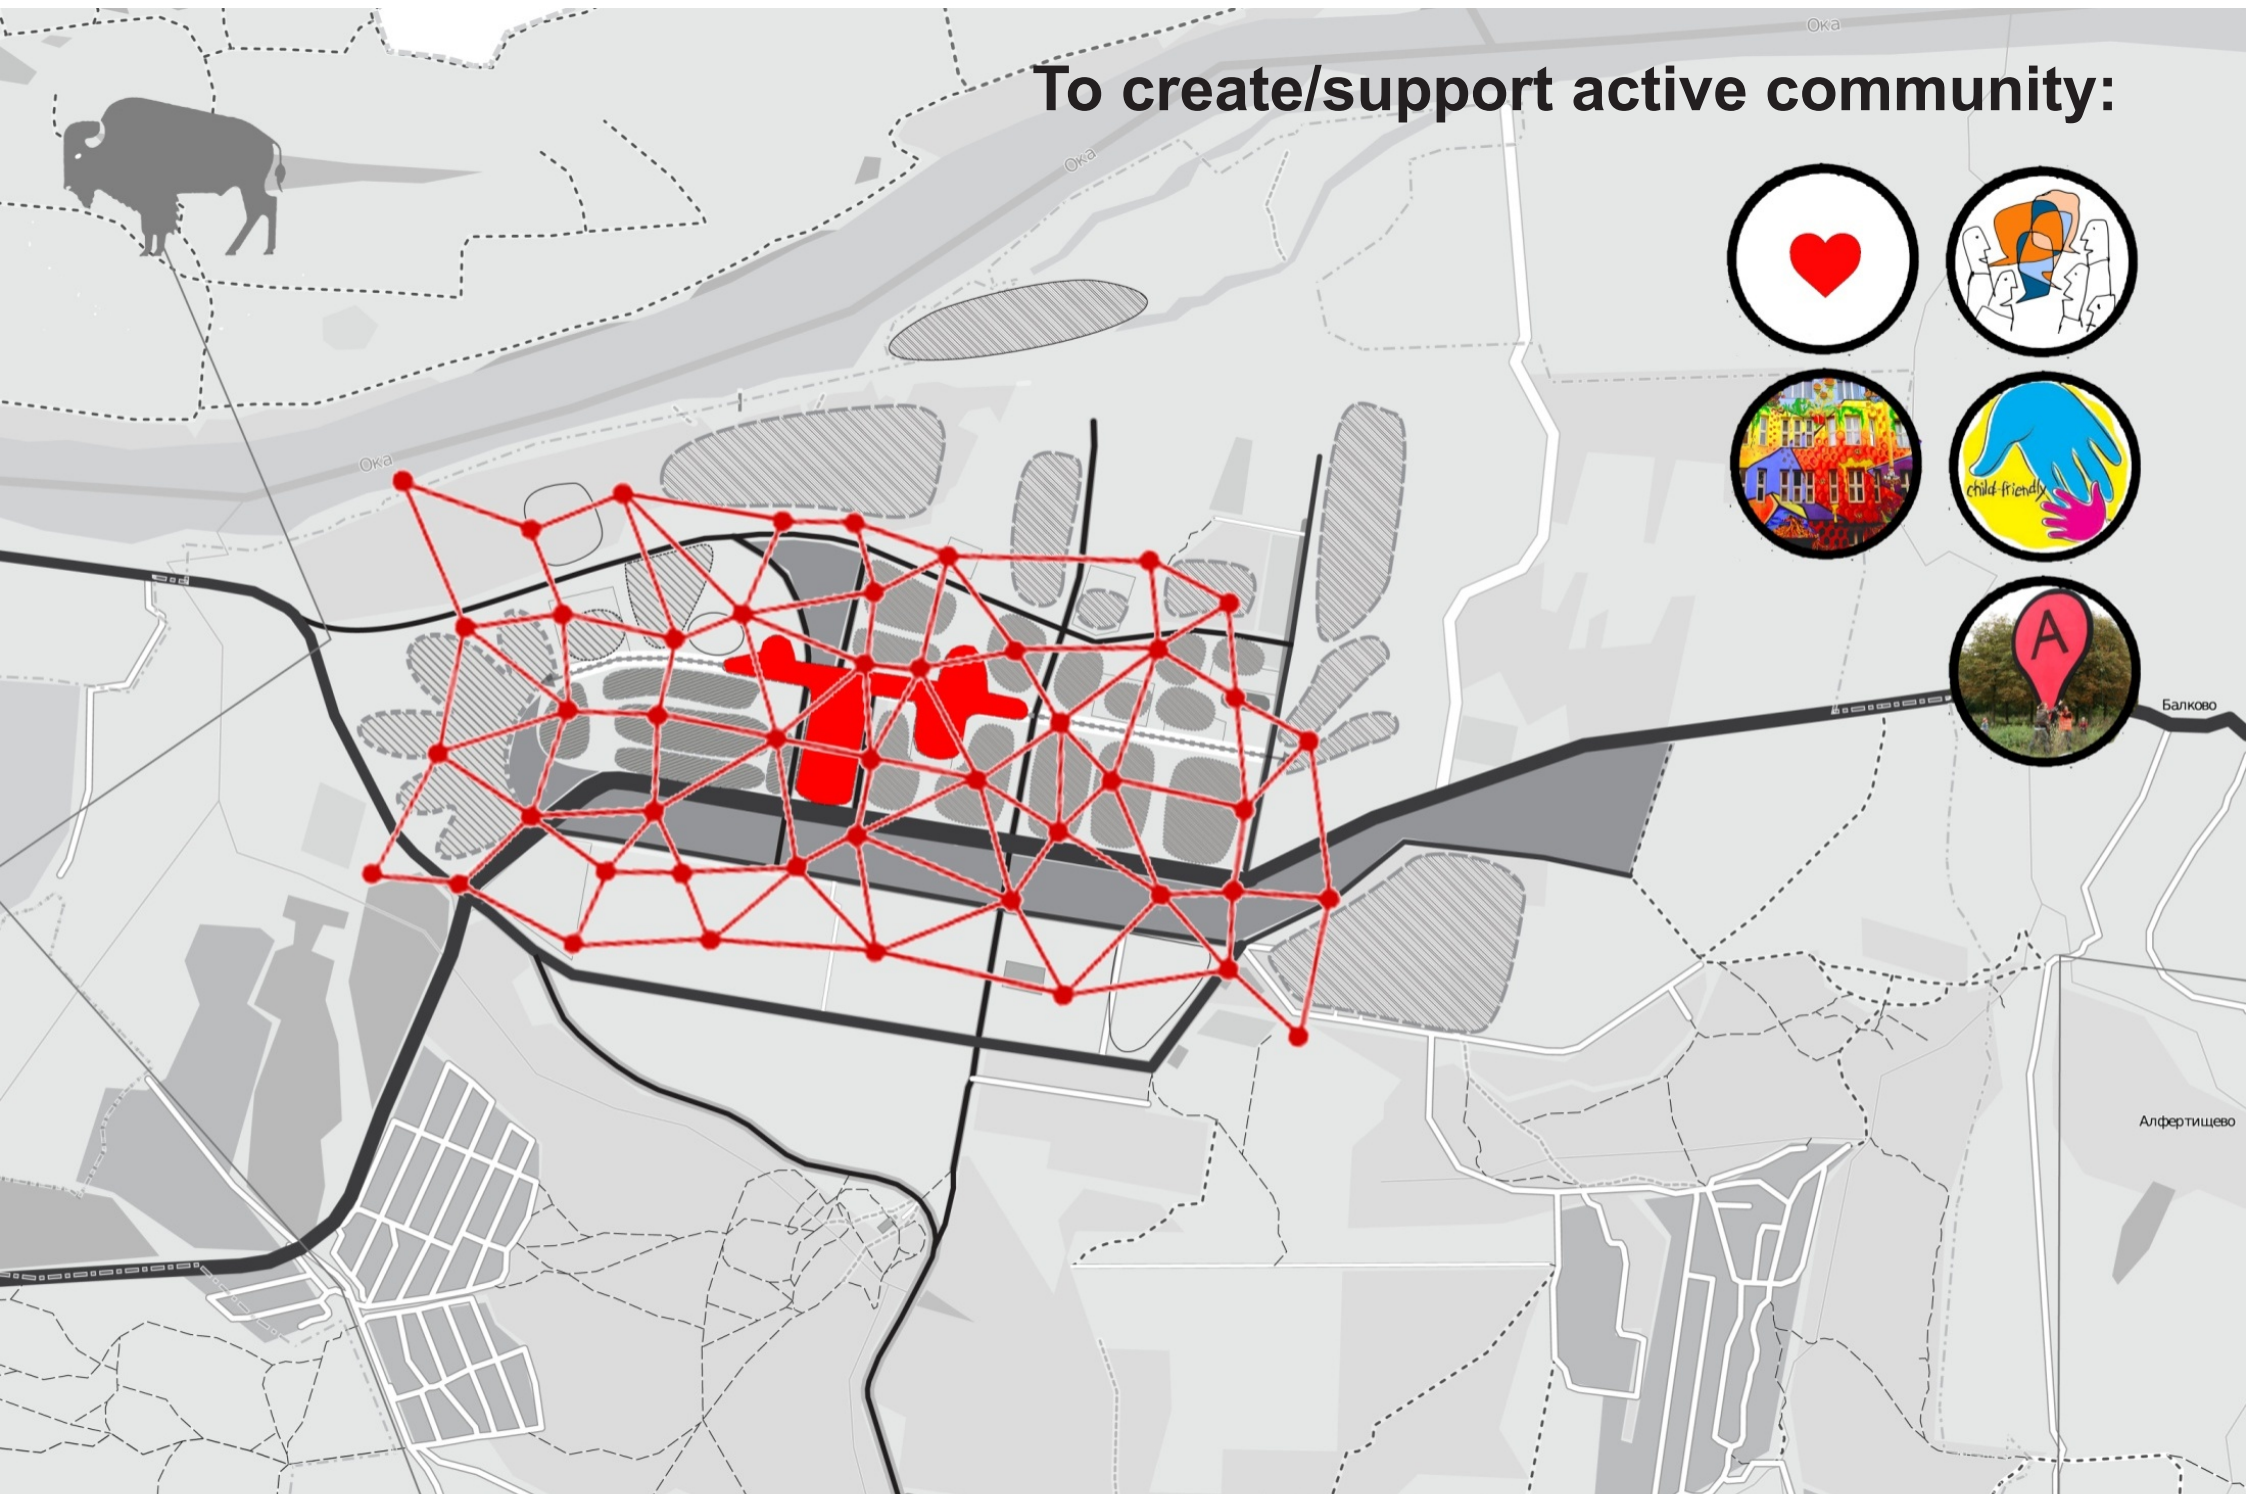 Ока
To create/support active community:
Ока
Ока
child-friendly
A
Балково
Алфертищево